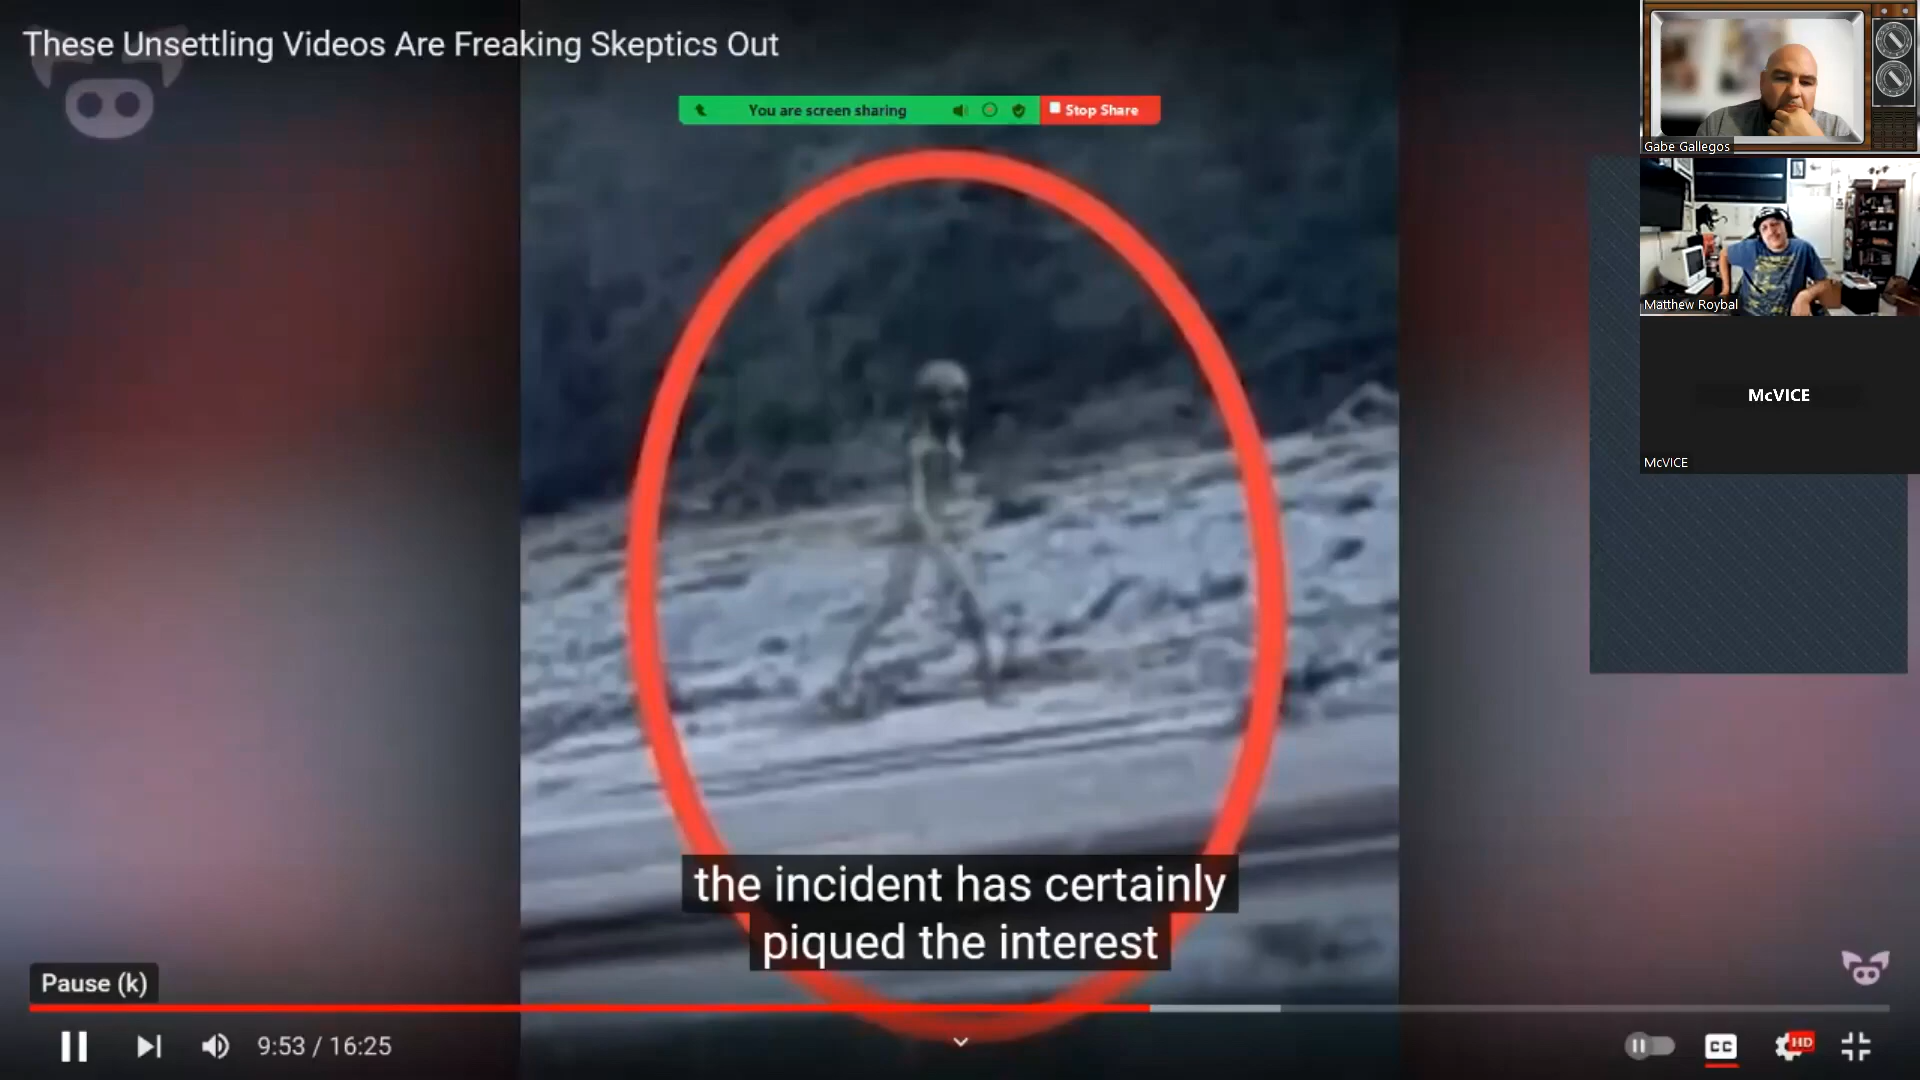 These Unsettling Videos Are Freaking Skeptics Out
You are screen sharing
Stop Share
Gabe Gallegos
Matthew Roybal
McVICE
McVICE
the incident has certainly
piqued the interest
Pause (k)
9:53 / 16:25
CC
HD